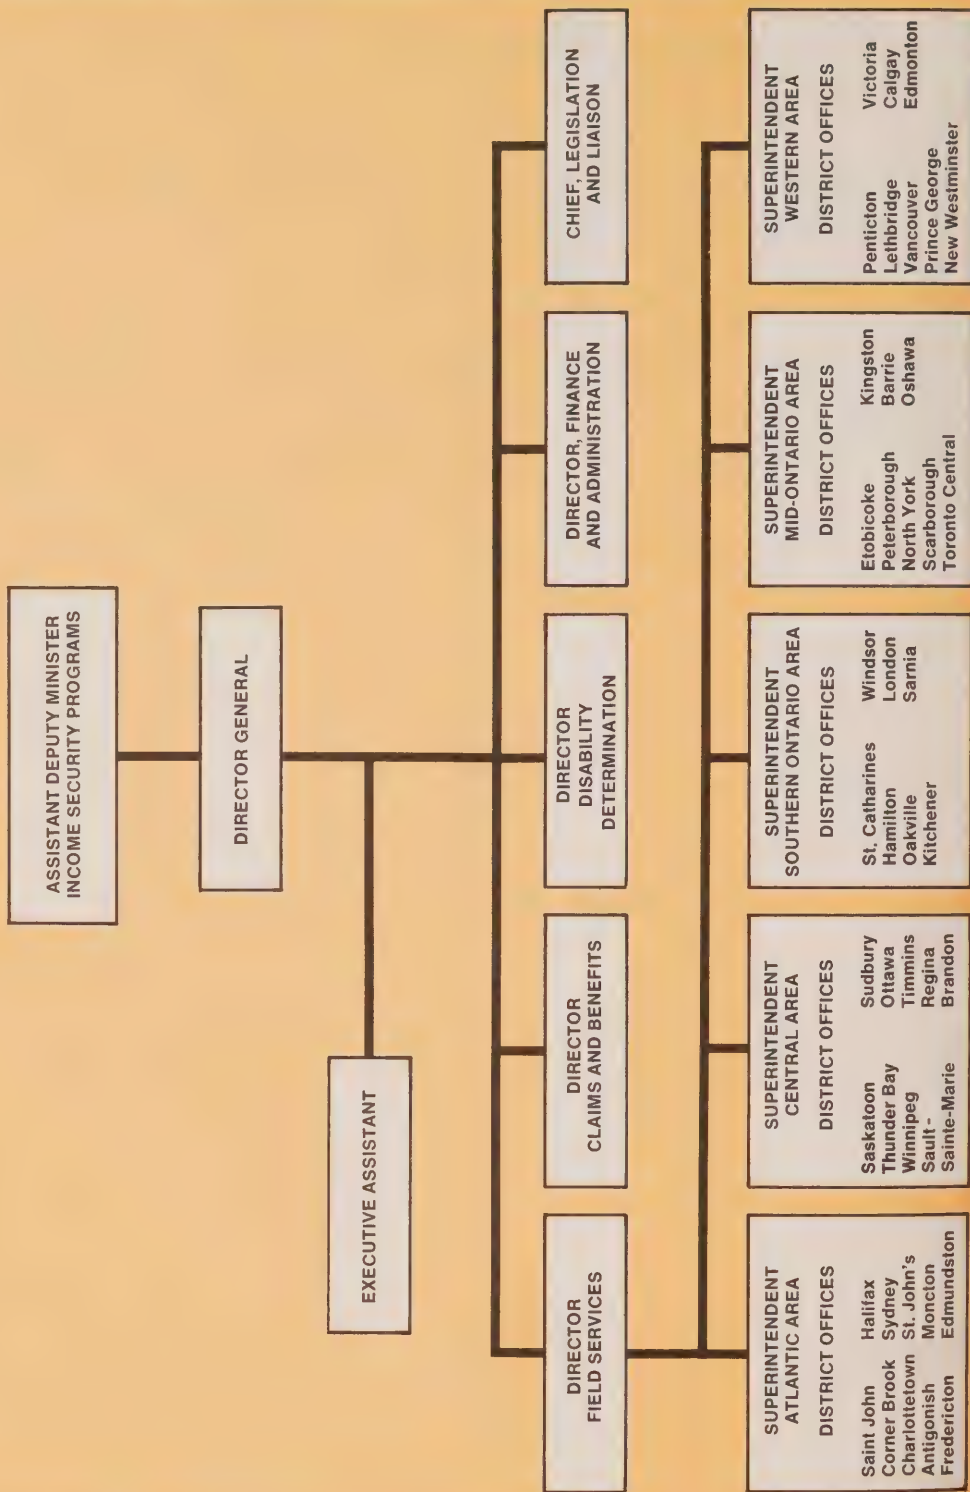 ASSISTANT DEPUTY MINISTER
INCOME SECURITY PROGRAMS
DIRECTOR GENERAL
EXECUTIVE ASSISTANT
DIRECTOR
FIELD SERVICES
DIRECTOR
CLAIMS AND BENEFITS
DIRECTOR
DISABILITY
DETERMINATION
DIRECTOR, FINANCE
AND ADMINISTRATION
CHIEF, LEGISLATION
AND LIAISON
SUPERINTENDENT
ATLANTIC AREA
DISTRICT OFFICES
Saint John Halifax
Corner Brook Sydney
Charlottetown St. John's
Antigonish Moncton
Fredericton Edmundston
SUPERINTENDENT
CENTRAL AREA
DISTRICT OFFICES
Saskatoon Sudbury
Thunder Bay Ottawa
Winnipeg Timmins
Sault - Regina
Sainte-Marie Brandon
SUPERINTENDENT
SOUTHERN ONTARIO AREA
DISTRICT OFFICES
St. Catharines Windsor
Hamilton London
Oakville Sarnia
Kitchener
SUPERINTENDENT
MID-ONTARIO AREA
DISTRICT OFFICES
Etobicoke Kingston
Peterborough Barrie
North York Oshawa
Scarborough
Toronto Central
SUPERINTENDENT
WESTERN AREA
DISTRICT OFFICES
Penticton Victoria
Lethbridge Calgay
Vancouver Edmonton
Prince George
New Westminster